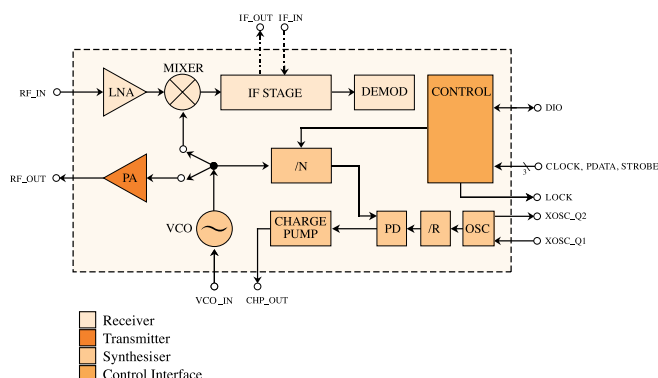 IF_OUT IF_IN
MIXER
RF_IN
LNA
IF STAGE
DEMOD
CONTROL
DIO
/N
3
CLOCK, PDATA, STROBE
RF_OUT
PA
LOCK
VCO
CHARGE
PUMP
PD
/R
OSC
XOSC_Q2
XOSC_Q1
VCO_IN
CHP_OUT
Receiver
Transmitter
Synthesiser
Control Interface